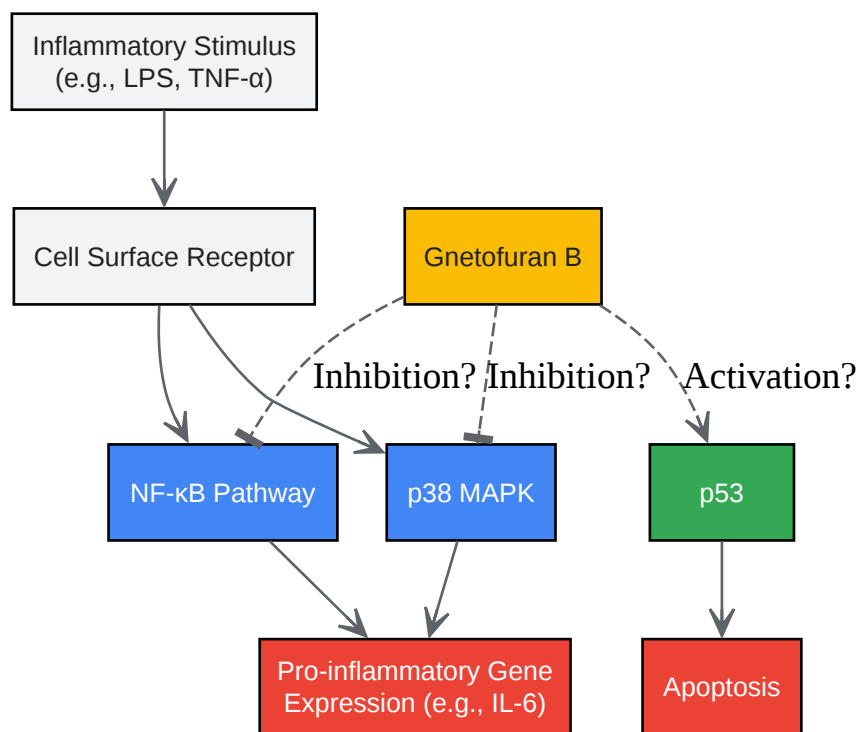 Inflammatory Stimulus
(e.g., LPS, TNF-α)
Cell Surface Receptor
Gnetofuran B
Inhibition?
Inhibition?
Activation?
NF-κB Pathway
p38 MAPK
p53
Pro-inflammatory Gene
Expression (e.g., IL-6)
Apoptosis